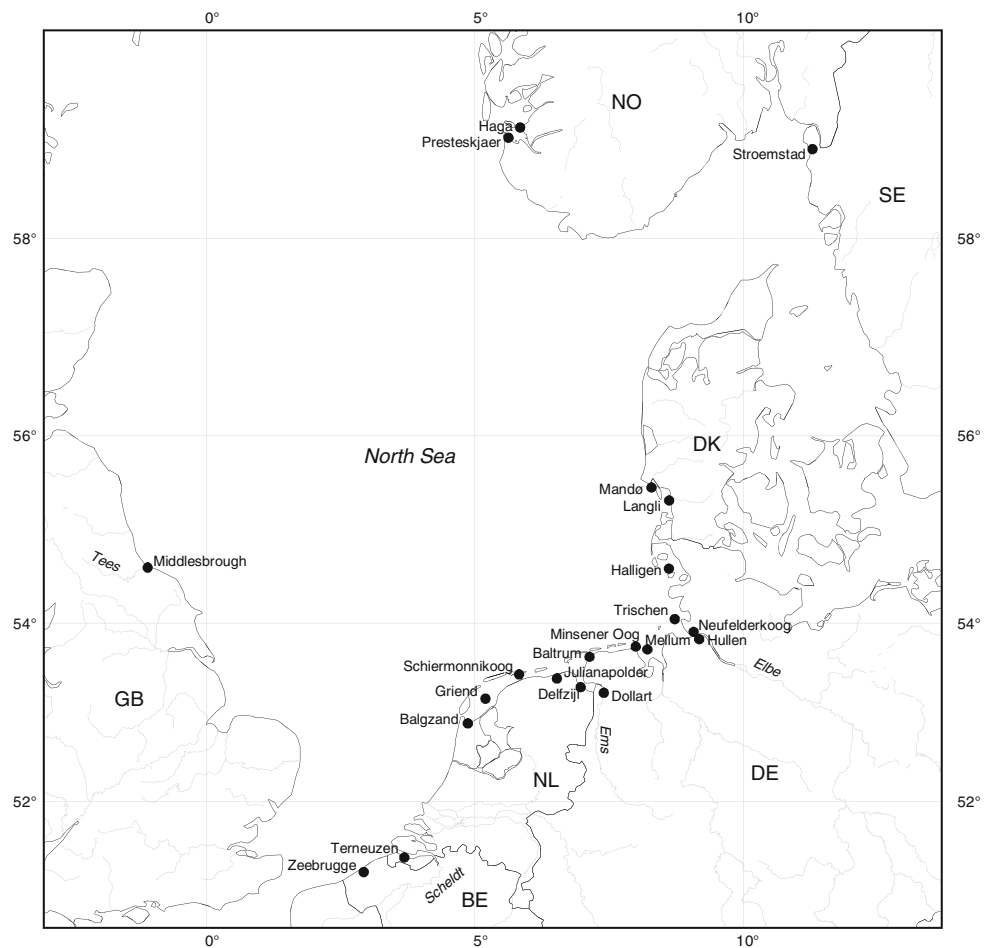 0°
5°
10°
NO
Haga
Presteskjaer
Stroemstad
SE
58°
58°
56°
56°
DK
North Sea
Mandø
Langli
Tees
Middlesbrough
Halligen
Trischen
54°
54°
Neufelderkoog
Minsener Oog
Mellum
Hullen
Baltrum
Elbe
Schiermonnikoog
Julianapolder
Griend
Delfzijl
Dollart
GB
Balgzand
Ems
NL
DE
52°
52°
Terneuzen
Zeebrugge
Scheldt
BE
0°
5°
10°